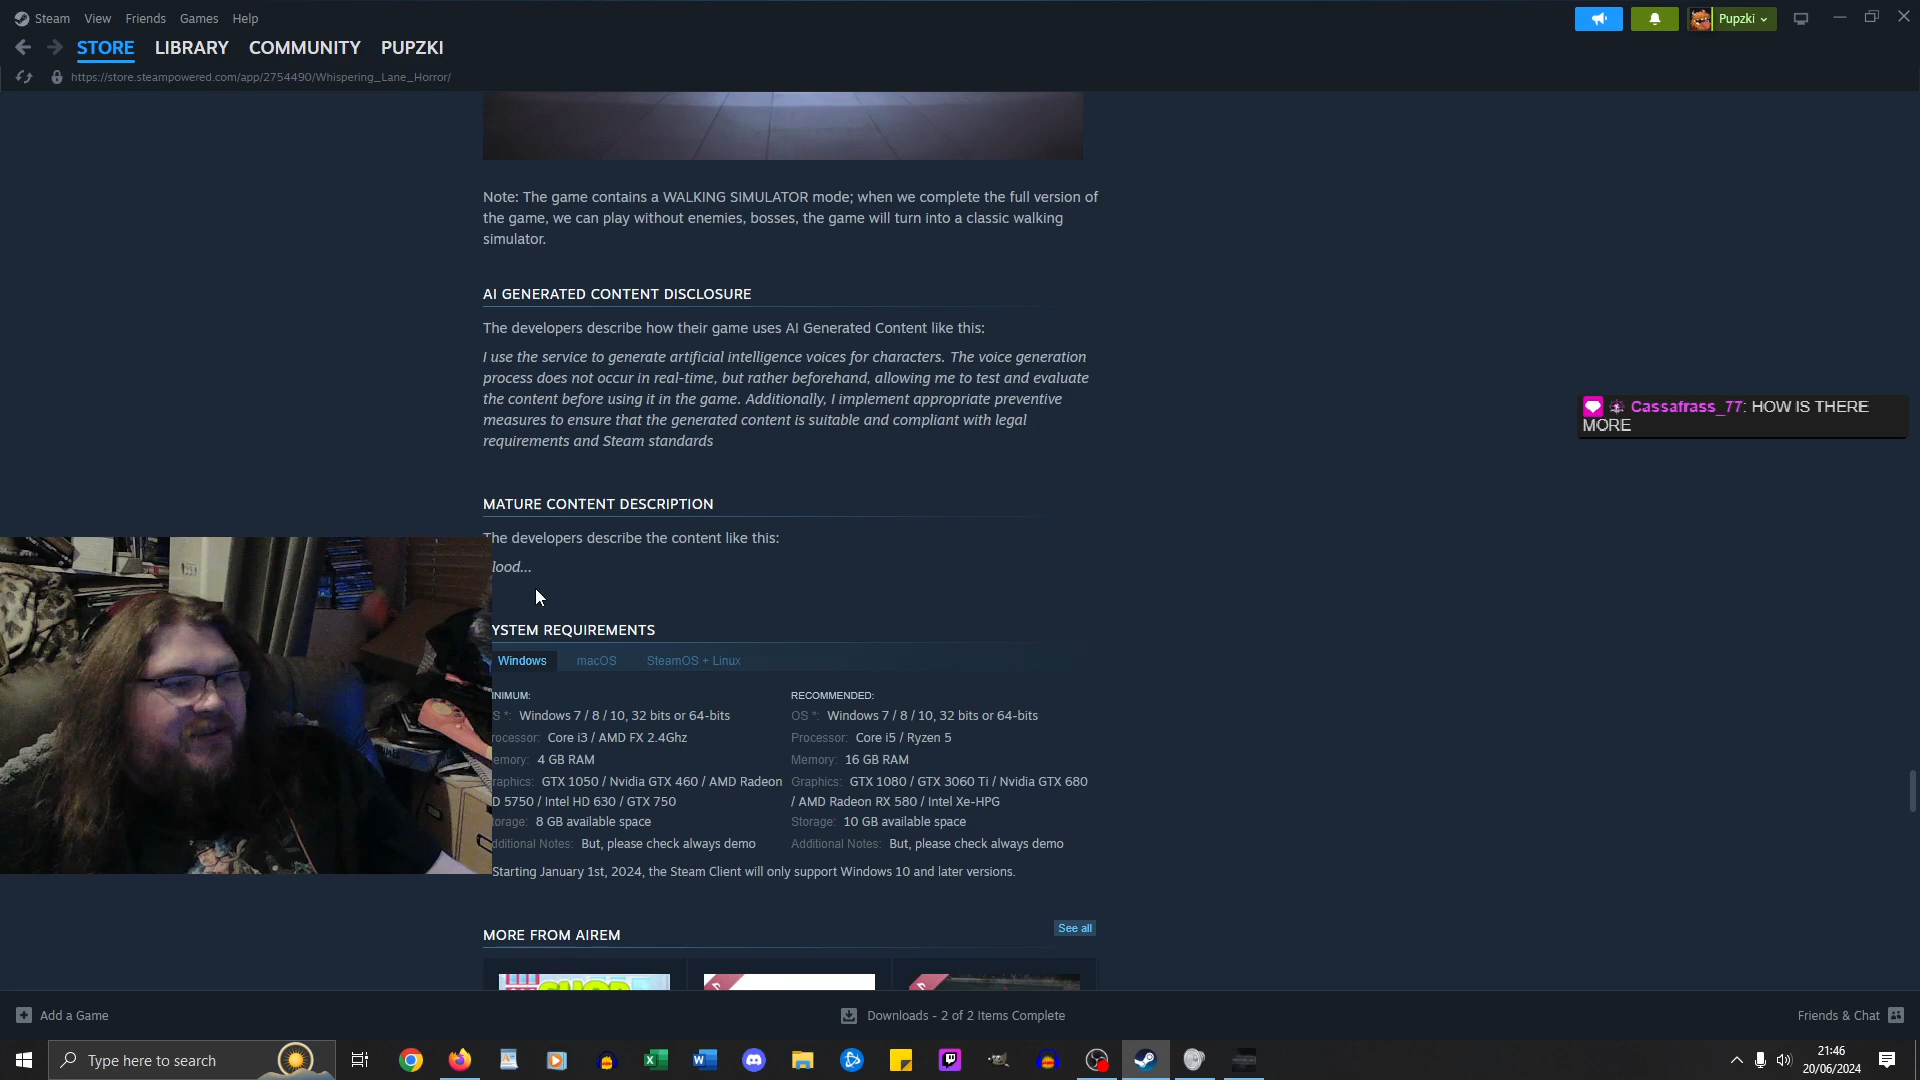 Steam View Friends Games Help
Pupzki
STORE LIBRARY COMMUNITY PUPZKI
https://store.steampowered.com/app/2754490/Whispering_Lane_Horror/
Note: The game contains a WALKING SIMULATOR mode; when we complete the full version of
the game, we can play without enemies, bosses, the game will turn into a classic walking
simulator.
AI GENERATED CONTENT DISCLOSURE
The developers describe how their game uses AI Generated Content like this:
I use the service to generate artificial intelligence voices for characters. The voice generation
process does not occur in real-time, but rather beforehand, allowing me to test and evaluate
the content before using it in the game. Additionally, I implement appropriate preventive
measures to ensure that the generated content is suitable and compliant with legal
requirements and Steam standards
Cassafrass_77: HOW IS THERE
MORE
MATURE CONTENT DESCRIPTION
The developers describe the content like this:
lood...
YSTEM REQUIREMENTS
Windows macOS SteamOS + Linux
NIMUM: RECOMMENDED:
S *: Windows 7 / 8 / 10, 32 bits or 64-bits OS *: Windows 7 / 8 / 10, 32 bits or 64-bits
rocessor: Core i3 / AMD FX 2.4Ghz Processor: Core i5 / Ryzen 5
emory: 4 GB RAM Memory: 16 GB RAM
raphics: GTX 1050 / Nvidia GTX 460 / AMD Radeon Graphics: GTX 1080 / GTX 3060 Ti / Nvidia GTX 680
D 5750 / Intel HD 630 / GTX 750 / AMD Radeon RX 580 / Intel Xe-HPG
torage: 8 GB available space Storage: 10 GB available space
dditional Notes: But, please check always demo Additional Notes: But, please check always demo
Starting January 1st, 2024, the Steam Client will only support Windows 10 and later versions.
MORE FROM AIREM See all
Add a Game Downloads - 2 of 2 Items Complete Friends & Chat
Type here to search
21:46
20/06/2024